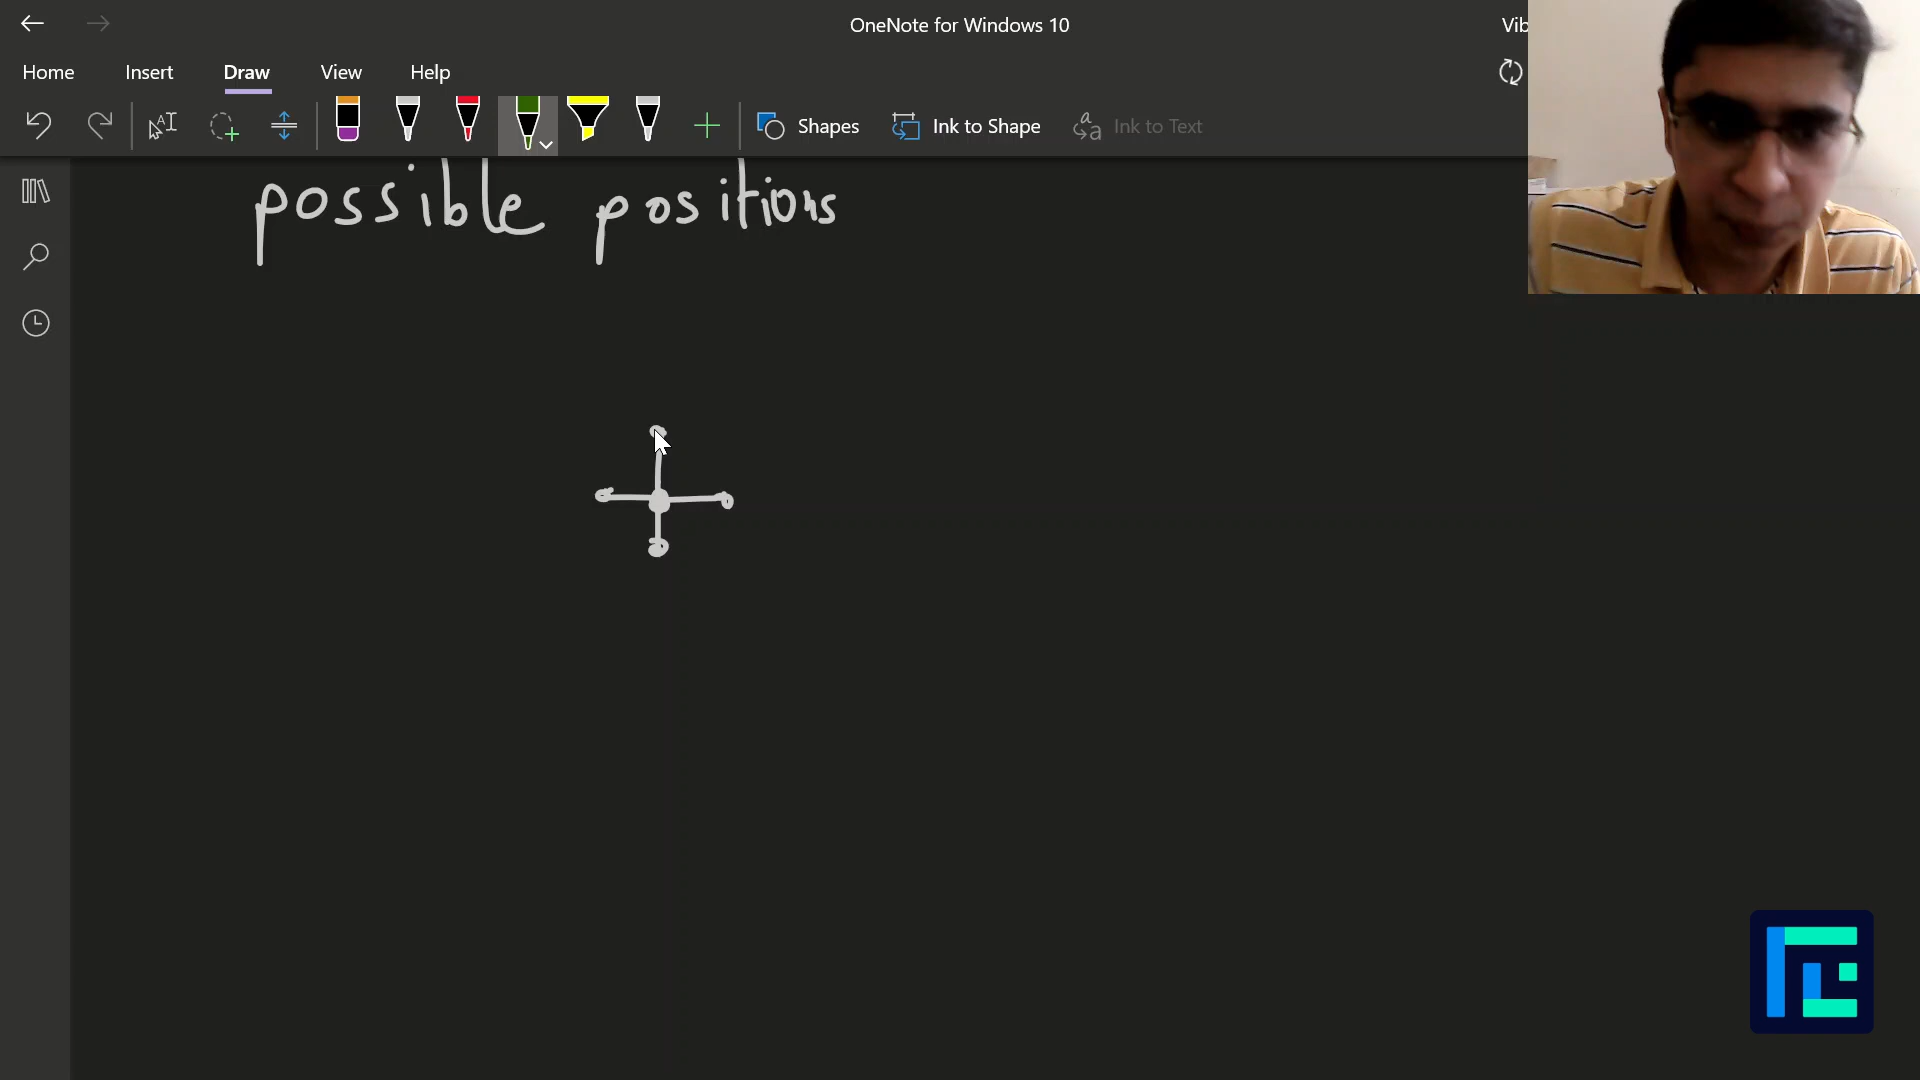 OneNote for Windows 10
Vib
Home Insert Draw View Help
Shapes Ink to Shape Ink to Text
possible positions